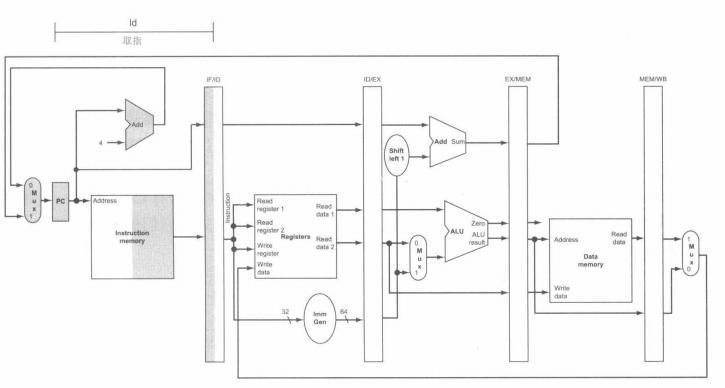 ld
取指
IF/ID
ID/EX
EX/MEM
MEM/WB
Add
4
Add Sum
Shift
left 1
0
M
u
x
1
PC
Address
Instruction
memory
Instruction
Read
register 1
Read
register 2
Write
register
Write
data
Read
data 1
Read
data 2
Registers
32
Imm
Gen
64
0
M
u
x
1
Zero
ALU
ALU
result
Address
Read
data
Data
memory
Write
data
1
M
u
x
0